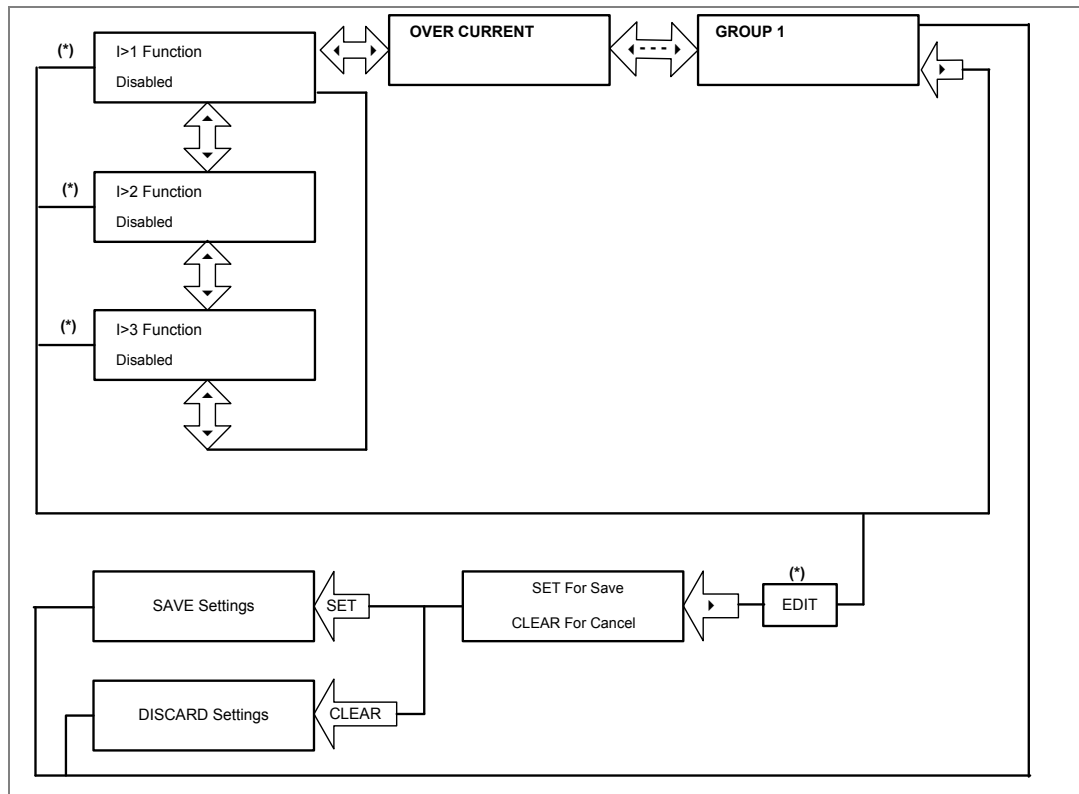 (*)
I>1 Function
Disabled
OVER CURRENT
GROUP 1
(*)
I>2 Function
Disabled
(*)
I>3 Function
Disabled
SAVE Settings
SET
SET For Save
CLEAR For Cancel
(*)
EDIT
DISCARD Settings
CLEAR